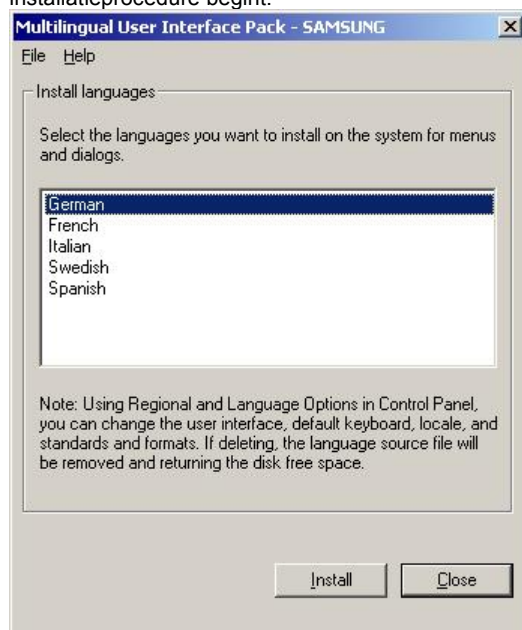 installatieprocedure begint.
Multilingual User Interface Pack - SAMSUNG
File Help
Install languages
Select the languages you want to install on the system for menus
and dialogs.
German
French
Italian
Swedish
Spanish
Note: Using Regional and Language Options in Control Panel,
you can change the user interface, default keyboard, locale, and
standards and formats. If deleting, the language source file will
be removed and returning the disk free space.
Install Close